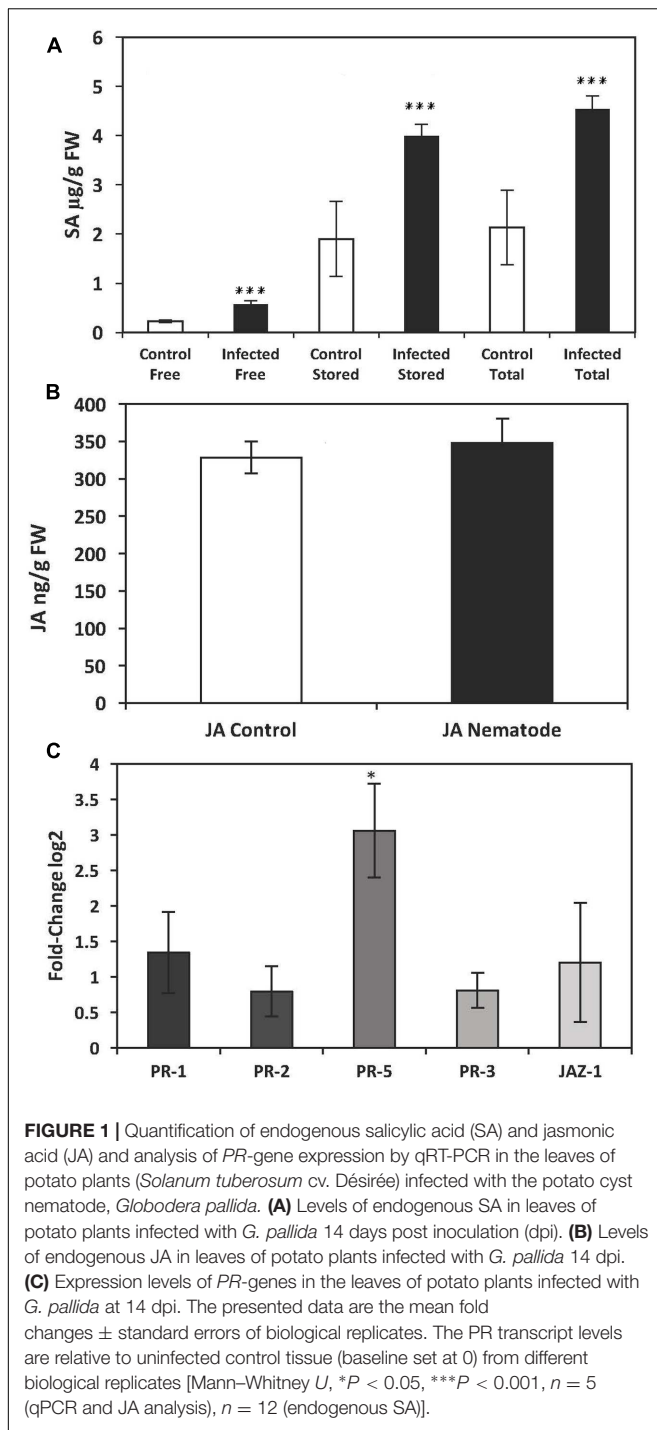 A
SA µg/g FW
6
5
4
3
2
1
0
***
***
***
Control Free
Infected Free
Control Stored
Infected Stored
Control Total
Infected Total
B
JA ng/g FW
400
350
300
250
200
150
100
50
0
JA Control
JA Nematode
C
Fold-Change log2
4
3.5
3
2.5
2
1.5
1
0.5
0
*
PR-1
PR-2
PR-5
PR-3
JAZ-1
FIGURE 1 | Quantification of endogenous salicylic acid (SA) and jasmonic
acid (JA) and analysis of PR-gene expression by qRT-PCR in the leaves of
potato plants (Solanum tuberosum cv. Désirée) infected with the potato cyst
nematode, Globodera pallida. (A) Levels of endogenous SA in leaves of
potato plants infected with G. pallida 14 days post inoculation (dpi). (B) Levels
of endogenous JA in leaves of potato plants infected with G. pallida 14 dpi.
(C) Expression levels of PR-genes in the leaves of potato plants infected with
G. pallida at 14 dpi. The presented data are the mean fold
changes ± standard errors of biological replicates. The PR transcript levels
are relative to uninfected control tissue (baseline set at 0) from different
biological replicates [Mann–Whitney U, *P < 0.05, ***P < 0.001, n = 5
(qPCR and JA analysis), n = 12 (endogenous SA)].